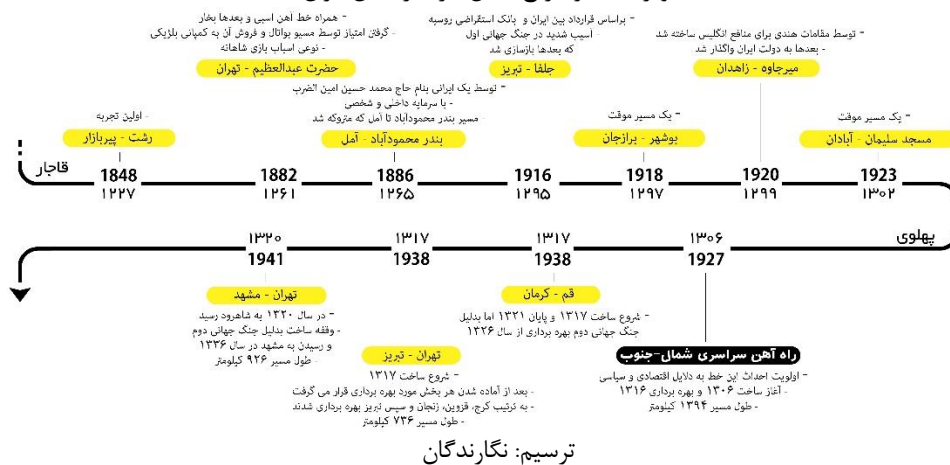 - همراه خط آهن اسبی و بعدها بخار
گرفتن امتیاز توسط مسیو بواتال و فروش آن به کمپانی بلژیکی
- نوعی اسباب بازی شاهانه
حضرت عبدالعظیم - تهران
- براساس قرارداد بین ایران و بانک استقراضی روسیه
- آسیب شدید در جنگ جهانی اول
که بعدها بازسازی شد
جلفا - تبریز
- توسط مقامات هندی برای منافع انگلیس ساخته شد
- بعدها به دولت ایران واگذار شد
میرجاوه - زاهدان
- اولین تجربه
رشت - پیربازار
- توسط یک ایرانی بنام حاج محمد حسین امین الضرب
- با سرمایه داخلی و شخصی
مسیر بندر محمودآباد تا آمل که متروکه شد
بندر محمودآباد - آمل
- یک مسیر موقت
بوشهر - برازجان
- یک مسیر موقت
مسجد سلیمان - آبادان
قاجار
1848 1882 1886 1916 1918 1920 1923
۱۲۲۷ ۱۲۶۱ ۱۲۶۵ ۱۲۹۵ ۱۲۹۷ ۱۲۹۹ ۱۳۰۲
پهلوی
۱۳۲۰ ۱۳۱۷ ۱۳۱۷ ۱۳۰۶
1941 1938 1938 1927
تهران - مشهد
- در سال ۱۳۲۰ به شاهرود رسید
- وقفه ساخت بدلیل جنگ جهانی دوم
و رسیدن به مشهد در سال ۱۳۳۶
- طول مسیر ۹۲۶ کیلومتر
تهران - تبریز
- شروع ساخت ۱۳۱۷
- بعد از آماده شدن هر بخش مورد بهره برداری قرار می گرفت
- به ترتیب کرج، قزوین، زنجان و سپس تبریز بهره برداری شدند
- طول مسیر ۷۳۶ کیلومتر
قم - کرمان
- شروع ساخت ۱۳۱۷ و پایان ۱۳۲۱ اما بدلیل
جنگ جهانی دوم بهره برداری از سال ۱۳۲۶
راه آهن سراسری شمال-جنوب
- اولویت احداث این خط به دلایل اقتصادی و سیاسی
- آغاز ساخت ۱۳۰۶ و بهره برداری ۱۳۱۶
- طول مسیر ۱۳۹۴ کیلومتر
ترسیم: نگارندگان